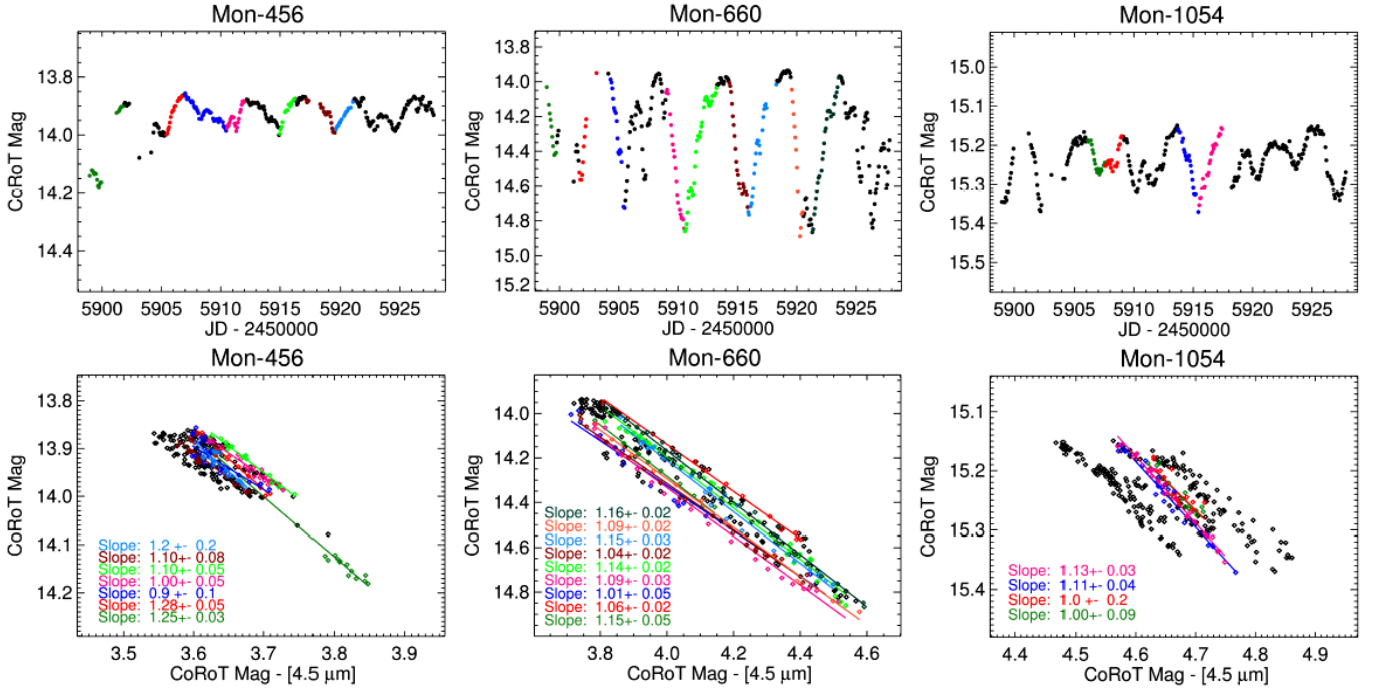 Mon-456
Mon-660
Mon-1054
CoRoT Mag
13.8
14.0
14.2
14.4
5900 5905 5910 5915 5920 5925
JD - 2450000
CoRoT Mag
13.8
14.0
14.2
14.4
14.6
14.8
15.0
15.2
5900 5905 5910 5915 5920 5925
JD - 2450000
CoRoT Mag
15.0
15.1
15.2
15.3
15.4
15.5
5900 5905 5910 5915 5920 5925
JD - 2450000
Mon-456
Mon-660
Mon-1054
CoRoT Mag
13.8
13.9
14.0
14.1
14.2
Slope: 1.2 +- 0.2
Slope: 1.10+- 0.08
Slope: 1.10+- 0.05
Slope: 1.00+- 0.05
Slope: 0.9 +- 0.1
Slope: 1.28+- 0.05
Slope: 1.25+- 0.03
3.5 3.6 3.7 3.8 3.9
CoRoT Mag - [4.5 μm]
CoRoT Mag
14.0
14.2
14.4
14.6
14.8
Slope: 1.16+- 0.02
Slope: 1.09+- 0.02
Slope: 1.15+- 0.03
Slope: 1.04+- 0.02
Slope: 1.14+- 0.02
Slope: 1.09+- 0.03
Slope: 1.01+- 0.05
Slope: 1.06+- 0.02
Slope: 1.15+- 0.05
3.8 4.0 4.2 4.4 4.6
CoRoT Mag - [4.5 μm]
CoRoT Mag
15.1
15.2
15.3
15.4
Slope: 1.13+- 0.03
Slope: 1.11+- 0.04
Slope: 1.0 +- 0.2
Slope: 1.00+- 0.09
4.4 4.5 4.6 4.7 4.8 4.9
CoRoT Mag - [4.5 μm]